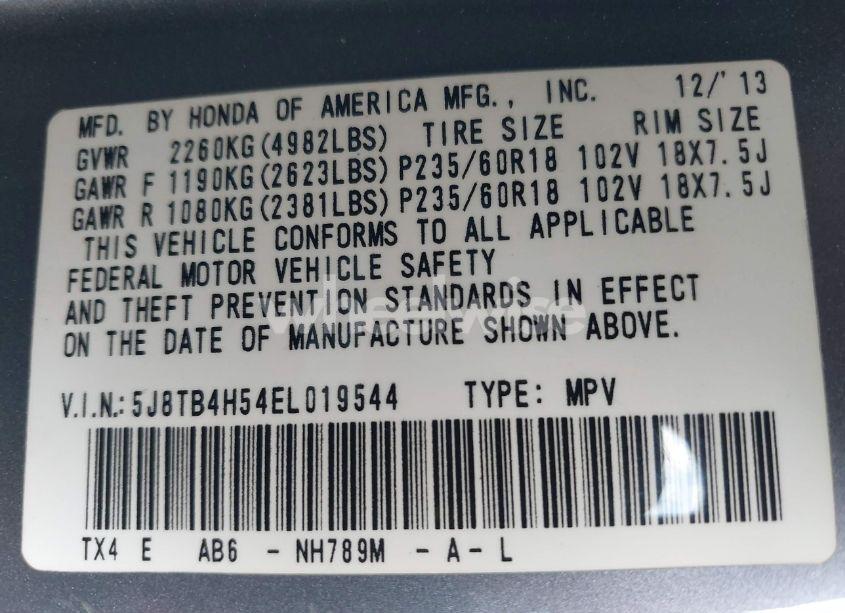 MFD. BY HONDA OF AMERICA MFG., INC. 12/'13
GVWR 2260KG(4982LBS) TIRE SIZE RIM SIZE
GAWR F 1190KG(2623LBS) P235/60R18 102V 18X7.5J
GAWR R 1080KG(2381LBS) P235/60R18 102V 18X7.5J
THIS VEHICLE CONFORMS TO ALL APPLICABLE
FEDERAL MOTOR VEHICLE SAFETY
AND THEFT PREVENTION STANDARDS IN EFFECT
ON THE DATE OF MANUFACTURE SHOWN ABOVE.
wheelwise
V.I.N.: 5J8TB4H54EL019544 TYPE: MPV
TX4 E AB6 - NH789M - A - L